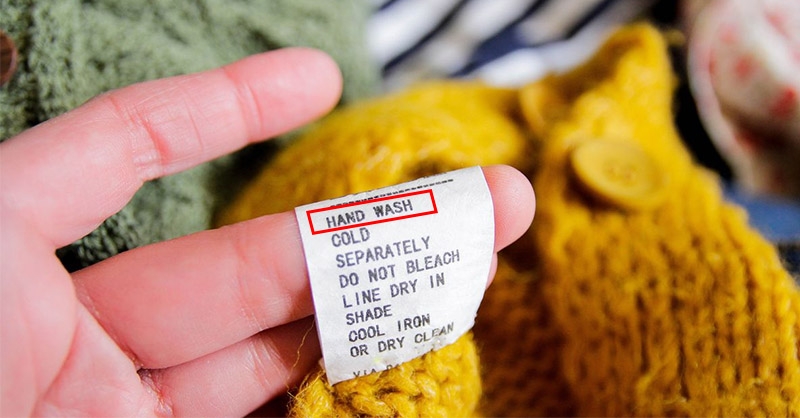 HAND WASH
COLD
SEPARATELY
DO NOT BLEACH
LINE DRY IN
SHADE
COOL IRON
OR DRY CLEAN